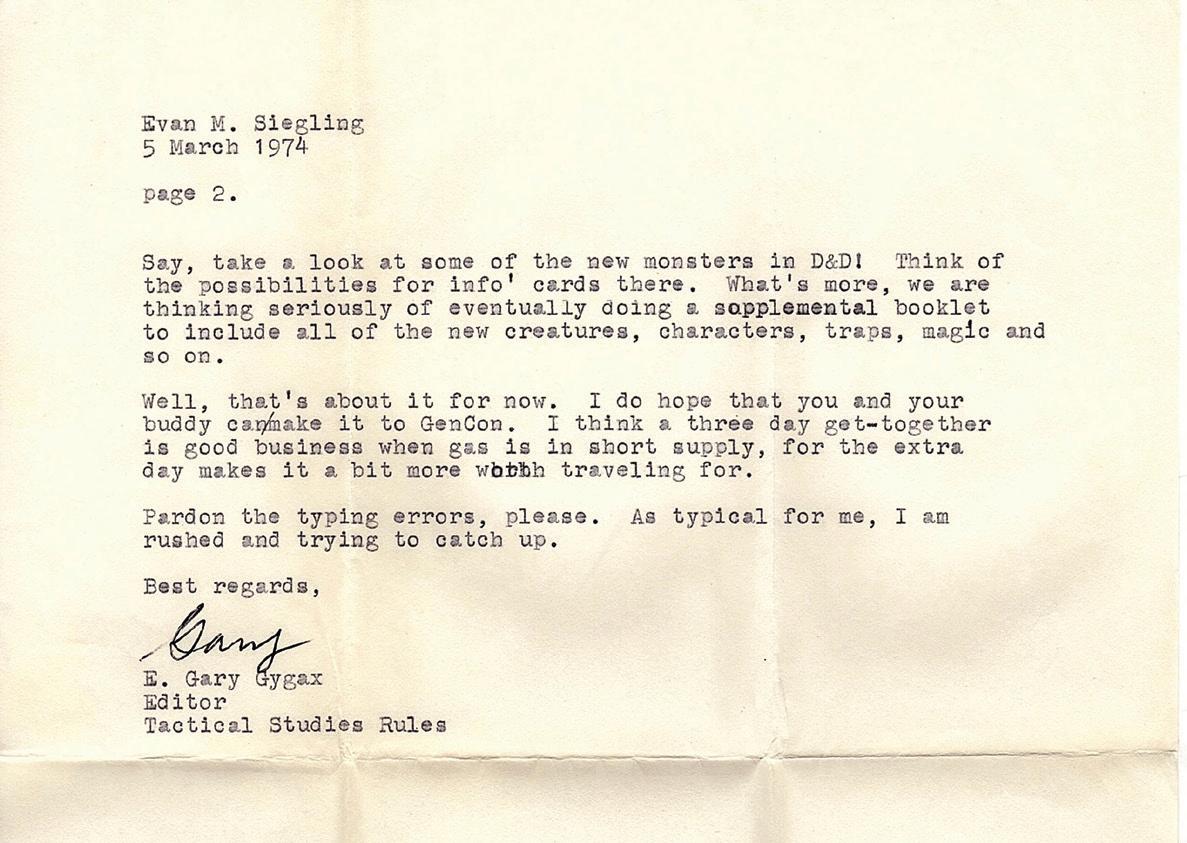 Evan M. Siegling
5 March 1974
page 2.
Say, take a look at some of the new monsters in D&D! Think of
the possibilities for info' cards there. What's more, we are
thinking seriously of eventually doing a sopplemental booklet
to include all of the new creatures, characters, traps, magic and
so on.
Well, that's about it for now. I do hope that you and your
buddy can/make it to GenCon. I think a three day get-together
is good business when gas is in short supply, for the extra
day makes it a bit more worth traveling for.
Pardon the typing errors, please. As typical for me, I am
rushed and trying to catch up.
Best regards,
Gary
E. Gary Gygax
Editor
Tactical Studies Rules